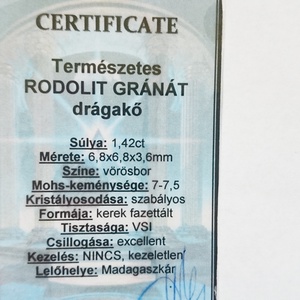 CERTIFICATE
Természetes
RODOLIT GRÁNÁT
drágakő
Súlya: 1,42ct
Mérete: 6,8x6,8x3,6mm
Színe: vörösbor
Mohs-keménysége: 7-7,5
Kristályosodása: szabályos
Formája: kerek fazettált
Tisztasága: VSI
Csillogása: excellent
Kezelés: NINCS, kezeletlen
Lelőhelye: Madagaszkár